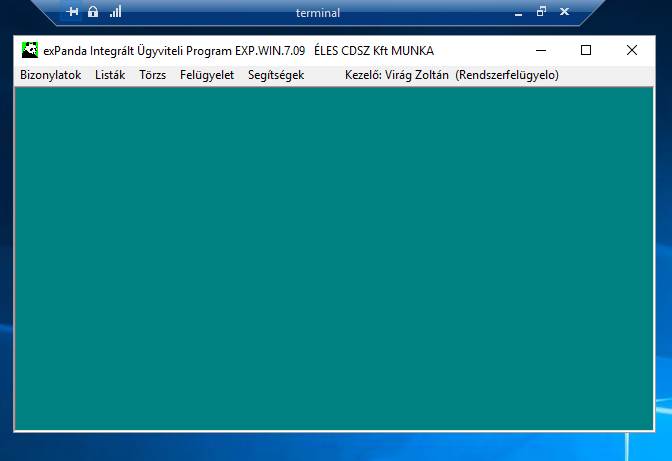 terminal
exPanda Integrált Ügyviteli Program EXP.WIN.7.09 ÉLES CDSZ Kft MUNKA
Bizonylatok Listák Törzs Felügyelet Segítségek Kezelő: Virág Zoltán (Rendszerfelügyelo)